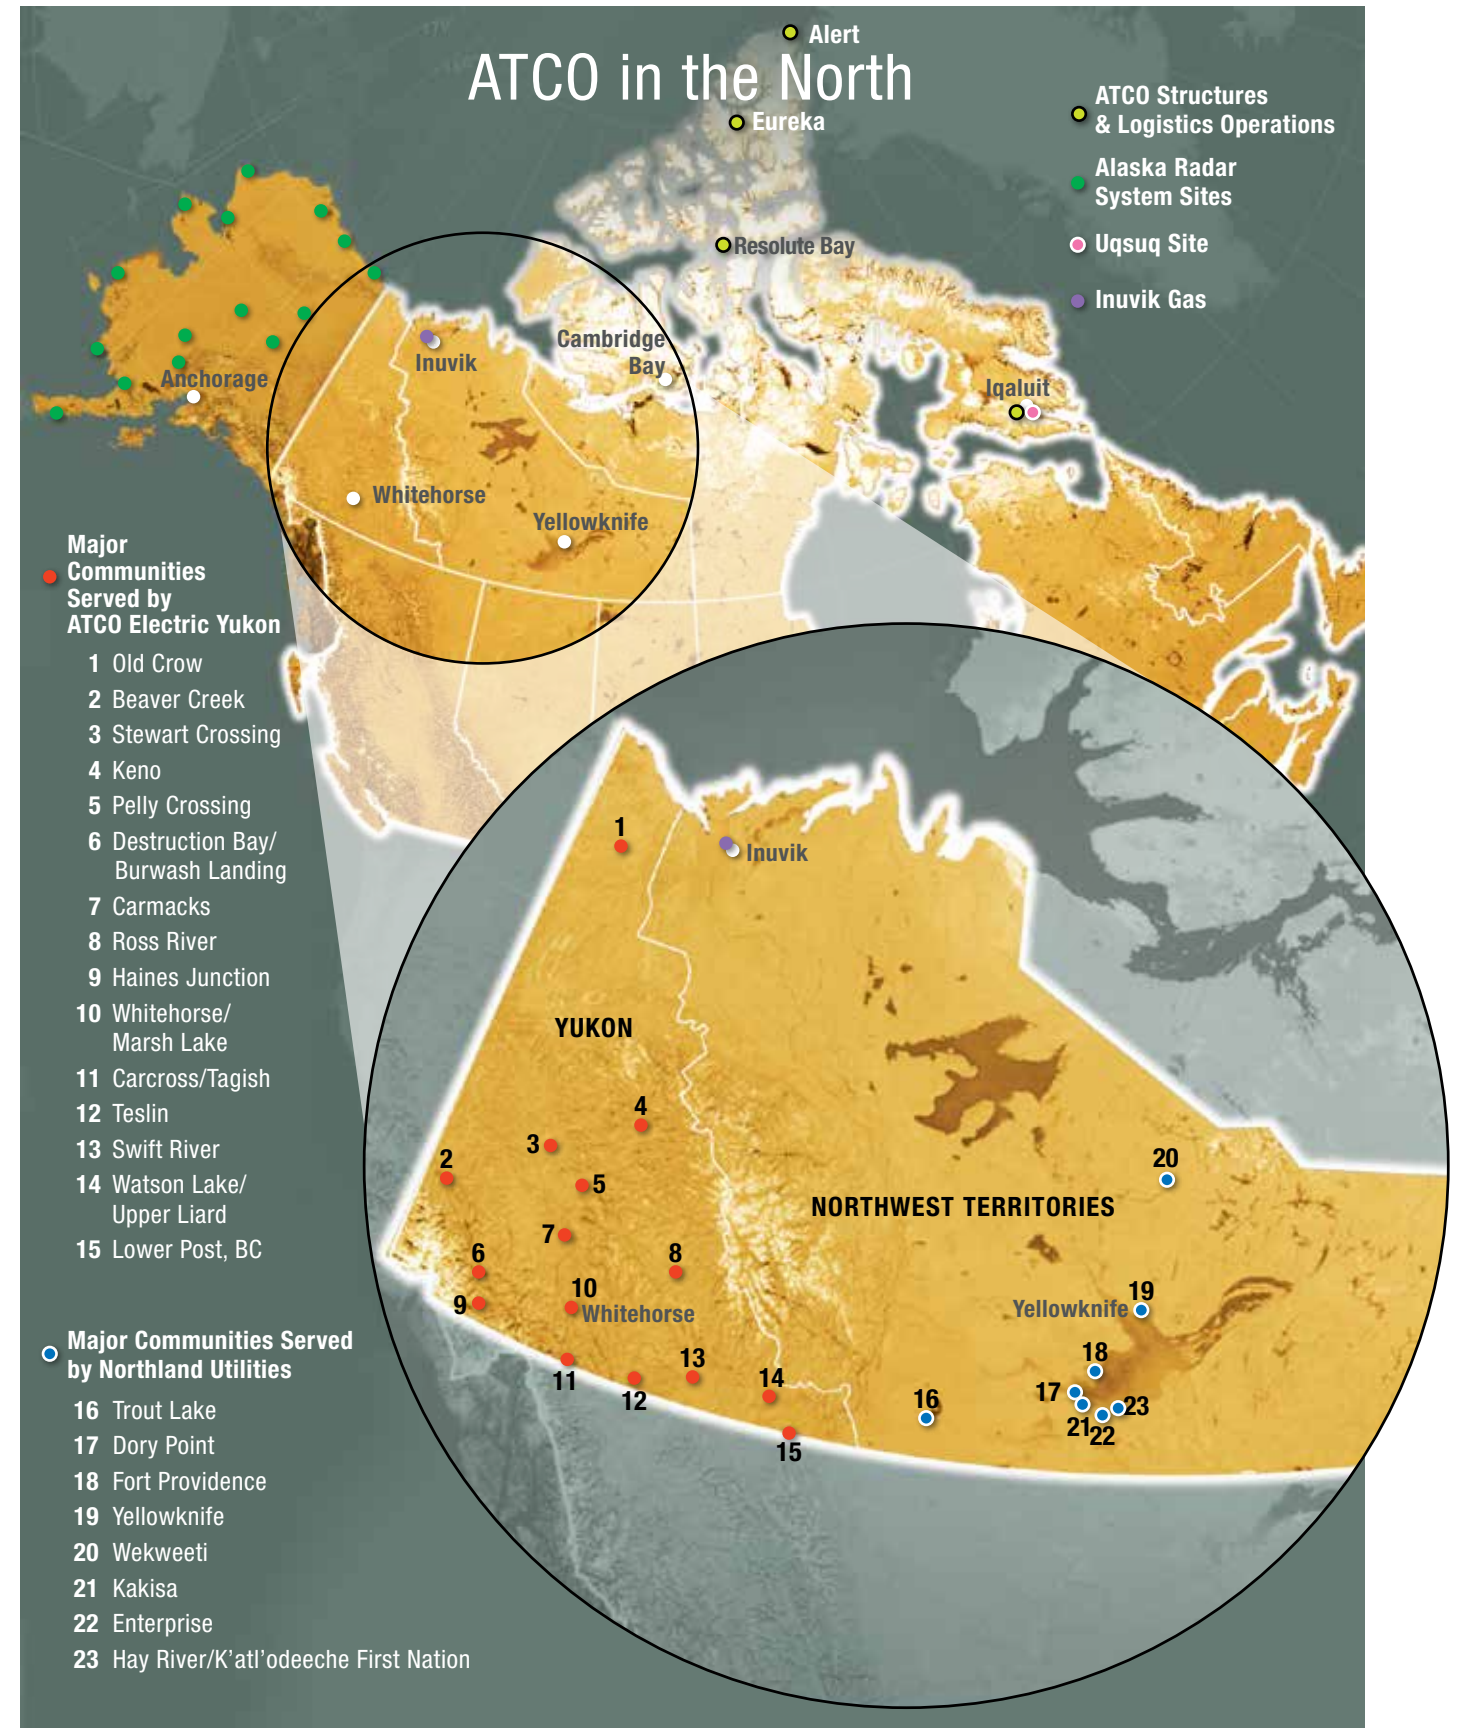 ATCO in the North
Alert
Eureka
Resolute Bay
ATCO Structures
& Logistics Operations
Alaska Radar
System Sites
Uqsuq Site
Inuvik Gas
Inuvik
Cambridge
Bay
Anchorage
Iqaluit
Whitehorse
Yellowknife
Major
Communities
Served by
ATCO Electric Yukon
1 Old Crow
2 Beaver Creek
3 Stewart Crossing
4 Keno
5 Pelly Crossing
6 Destruction Bay/
Burwash Landing
7 Carmacks
8 Ross River
9 Haines Junction
10 Whitehorse/
Marsh Lake
11 Carcross/Tagish
12 Teslin
13 Swift River
14 Watson Lake/
Upper Liard
15 Lower Post, BC
Major Communities Served
by Northland Utilities
16 Trout Lake
17 Dory Point
18 Fort Providence
19 Yellowknife
20 Wekweeti
21 Kakisa
22 Enterprise
23 Hay River/K'atl'odeeche First Nation
1
Inuvik
YUKON
4
3
2
5
20
NORTHWEST TERRITORIES
7
6
8
10
9
Whitehorse
19
Yellowknife
18
13
11
14
17
12
16
23
21
22
15